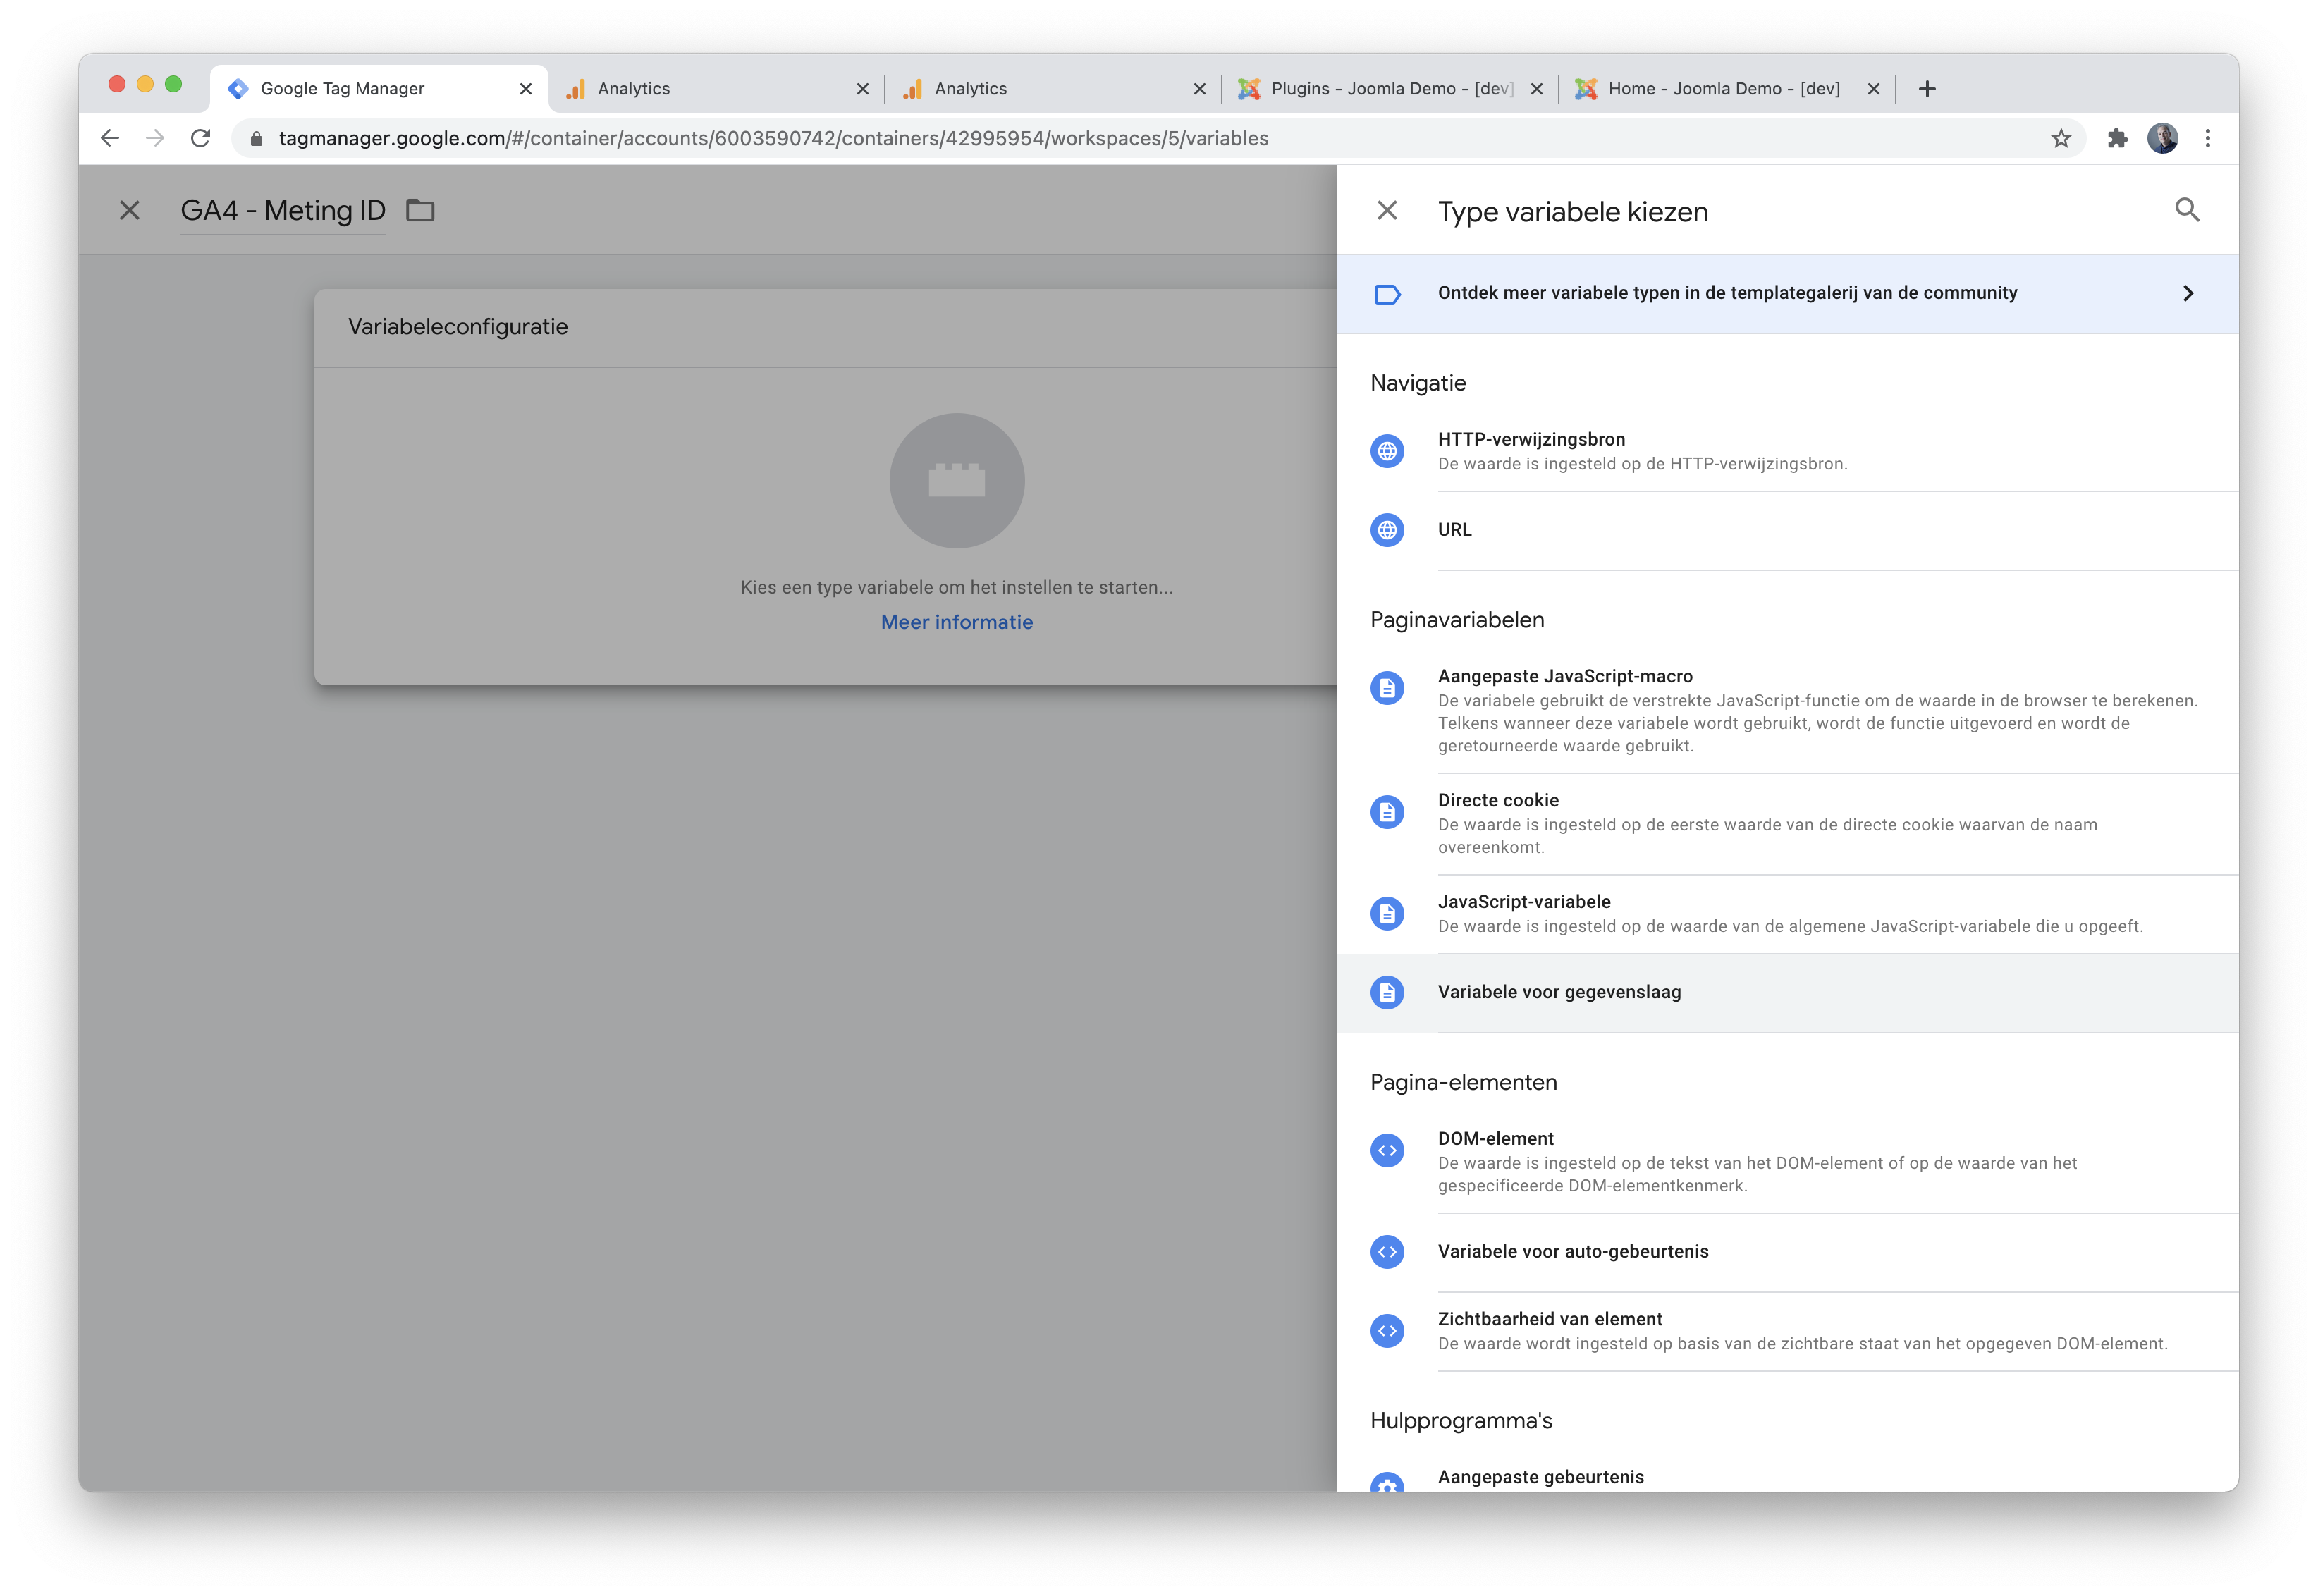 Google Tag Manager
Analytics
Analytics
Plugins - Joomla Demo - [dev]
Home - Joomla Demo - [dev]
tagmanager.google.com/#/container/accounts/6003590742/containers/42995954/workspaces/5/variables
GA4 - Meting ID
Variabeleconfiguratie
Kies een type variabele om het instellen te starten...
Meer informatie
Type variabele kiezen
Ontdek meer variabele typen in de templategalerij van de community
Navigatie
HTTP-verwijzingsbron
De waarde is ingesteld op de HTTP-verwijzingsbron.
URL
Paginavariabelen
Aangepaste JavaScript-macro
De variabele gebruikt de verstrekte JavaScript-functie om de waarde in de browser te berekenen.
Telkens wanneer deze variabele wordt gebruikt, wordt de functie uitgevoerd en wordt de
geretourneerde waarde gebruikt.
Directe cookie
De waarde is ingesteld op de eerste waarde van de directe cookie waarvan de naam
overeenkomt.
JavaScript-variabele
De waarde is ingesteld op de waarde van de algemene JavaScript-variabele die u opgeeft.
Variabele voor gegevenslaag
Pagina-elementen
DOM-element
De waarde is ingesteld op de tekst van het DOM-element of op de waarde van het
gespecificeerde DOM-elementkenmerk.
Variabele voor auto-gebeurtenis
Zichtbaarheid van element
De waarde wordt ingesteld op basis van de zichtbare staat van het opgegeven DOM-element.
Hulpprogramma's
Aangepaste gebeurtenis